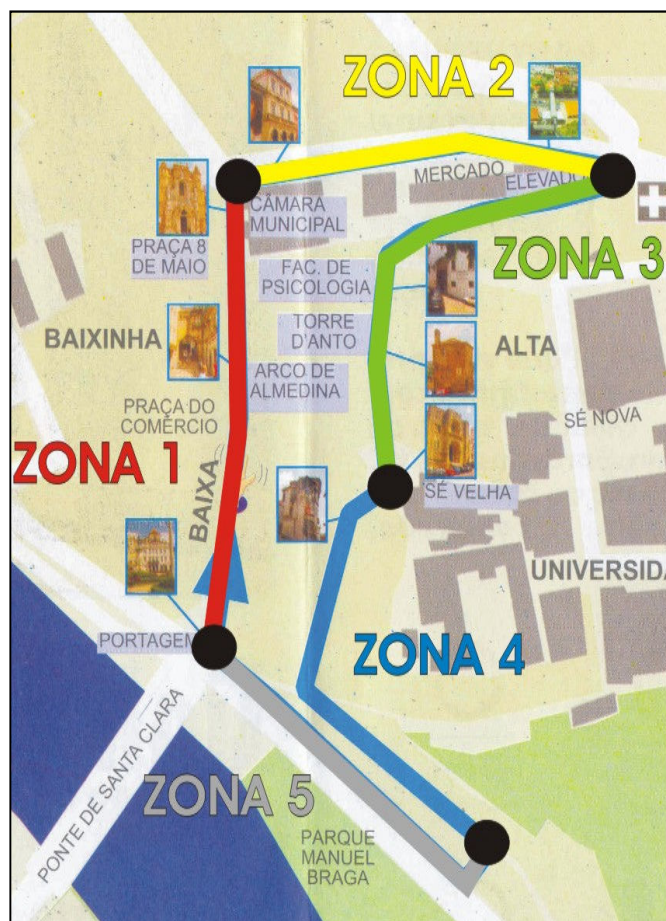 ZONA 2
MERCADO
ELEVADO
CÂMARA
MUNICIPAL
PRAÇA 8
DE MAIO
ZONA 3
FAC. DE
PSICOLOGIA
TORRE
D'ANTO
BAIXINHA
ALTA
ARCO DE
ALMEDINA
PRAÇA DO
COMÉRCIO
SÉ NOVA
ZONA 1
BAIXA
SÉ VELHA
UNIVERSIDA
PORTAGEM
ZONA 4
PONTE DE SANTA CLARA
ZONA 5
PARQUE
MANUEL
BRAGA